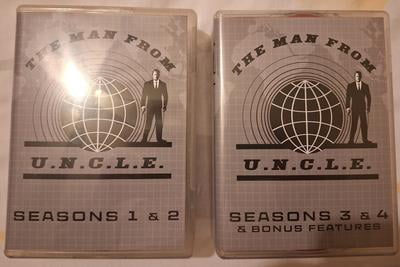 THE MAN FROM
U.N.C.L.E.
SEASONS 1 & 2
THE MAN FROM
U.N.C.L.E.
SEASONS 3 & 4
& BONUS FEATURES